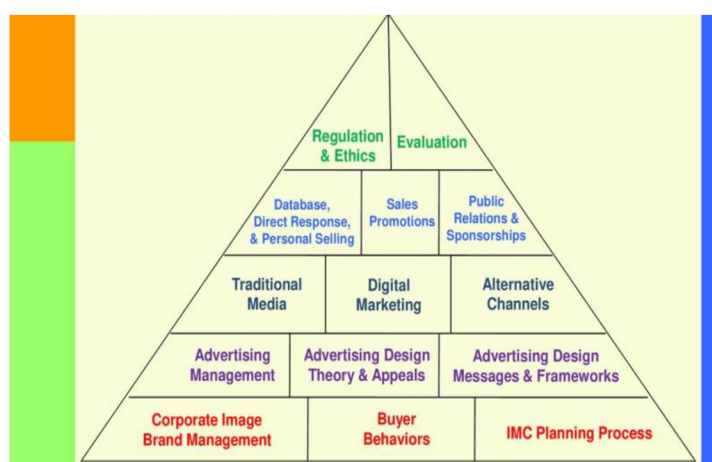 Regulation
& Ethics
Evaluation
Database,
Direct Response,
& Personal Selling
Sales
Promotions
Public
Relations &
Sponsorships
Traditional
Media
Digital
Marketing
Alternative
Channels
Advertising
Management
Advertising Design
Theory & Appeals
Advertising Design
Messages & Frameworks
Corporate Image
Brand Management
Buyer
Behaviors
IMC Planning Process